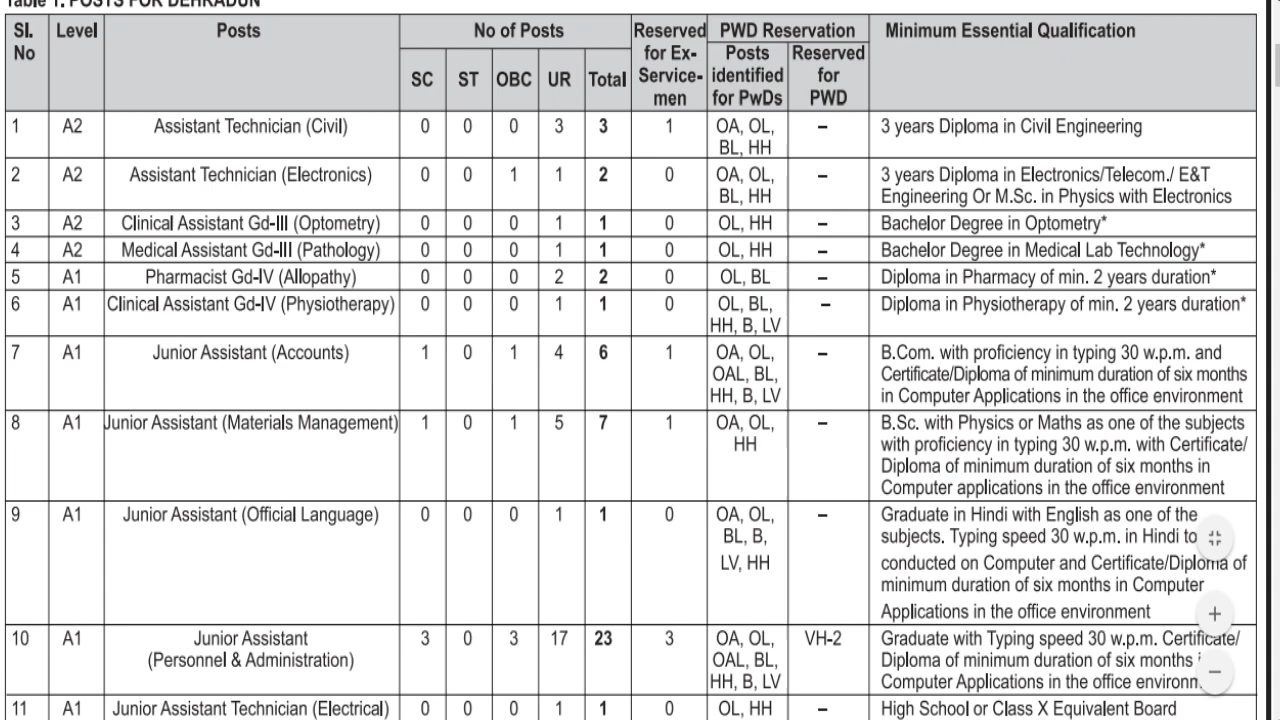 Table 1. POSTS FOR DEHRADUN
Sl. No | Level | Posts | No of Posts | Reserved for Ex-Service-men | PWD Reservation | Minimum Essential Qualification
SC | ST | OBC | UR | Total | Posts identified for PwDs | Reserved for PWD
1 | A2 | Assistant Technician (Civil) | 0 | 0 | 0 | 3 | 3 | 1 | OA, OL, BL, HH | – | 3 years Diploma in Civil Engineering
2 | A2 | Assistant Technician (Electronics) | 0 | 0 | 1 | 1 | 2 | 0 | OA, OL, BL, HH | – | 3 years Diploma in Electronics/Telecom./ E&T Engineering Or M.Sc. in Physics with Electronics
3 | A2 | Clinical Assistant Gd-III (Optometry) | 0 | 0 | 0 | 1 | 1 | 0 | OL, HH | – | Bachelor Degree in Optometry*
4 | A2 | Medical Assistant Gd-III (Pathology) | 0 | 0 | 0 | 1 | 1 | 0 | OL, HH | – | Bachelor Degree in Medical Lab Technology*
5 | A1 | Pharmacist Gd-IV (Allopathy) | 0 | 0 | 0 | 2 | 2 | 0 | OL, BL | – | Diploma in Pharmacy of min. 2 years duration*
6 | A1 | Clinical Assistant Gd-IV (Physiotherapy) | 0 | 0 | 0 | 1 | 1 | 0 | OL, BL, HH, B, LV | – | Diploma in Physiotherapy of min. 2 years duration*
7 | A1 | Junior Assistant (Accounts) | 1 | 0 | 1 | 4 | 6 | 1 | OA, OL, OAL, BL, HH, B, LV | – | B.Com. with proficiency in typing 30 w.p.m. and Certificate/Diploma of minimum duration of six months in Computer Applications in the office environment
8 | A1 | Junior Assistant (Materials Management) | 1 | 0 | 1 | 5 | 7 | 1 | OA, OL, HH | – | B.Sc. with Physics or Maths as one of the subjects with proficiency in typing 30 w.p.m. with Certificate/ Diploma of minimum duration of six months in Computer applications in the office environment
9 | A1 | Junior Assistant (Official Language) | 0 | 0 | 0 | 1 | 1 | 0 | OA, OL, BL, B, LV, HH | – | Graduate in Hindi with English as one of the subjects. Typing speed 30 w.p.m. in Hindi to conducted on Computer and Certificate/Diploma of minimum duration of six months in Computer Applications in the office environment
10 | A1 | Junior Assistant (Personnel & Administration) | 3 | 0 | 3 | 17 | 23 | 3 | OA, OL, OAL, BL, HH, B, LV | VH-2 | Graduate with Typing speed 30 w.p.m. Certificate/ Diploma of minimum duration of six months Computer Applications in the office
11 | A1 | Junior Assistant Technician (Electrical) | 0 | 0 | 0 | 1 | 1 | 0 | OL, HH | – | High School or Class X Equivalent Board